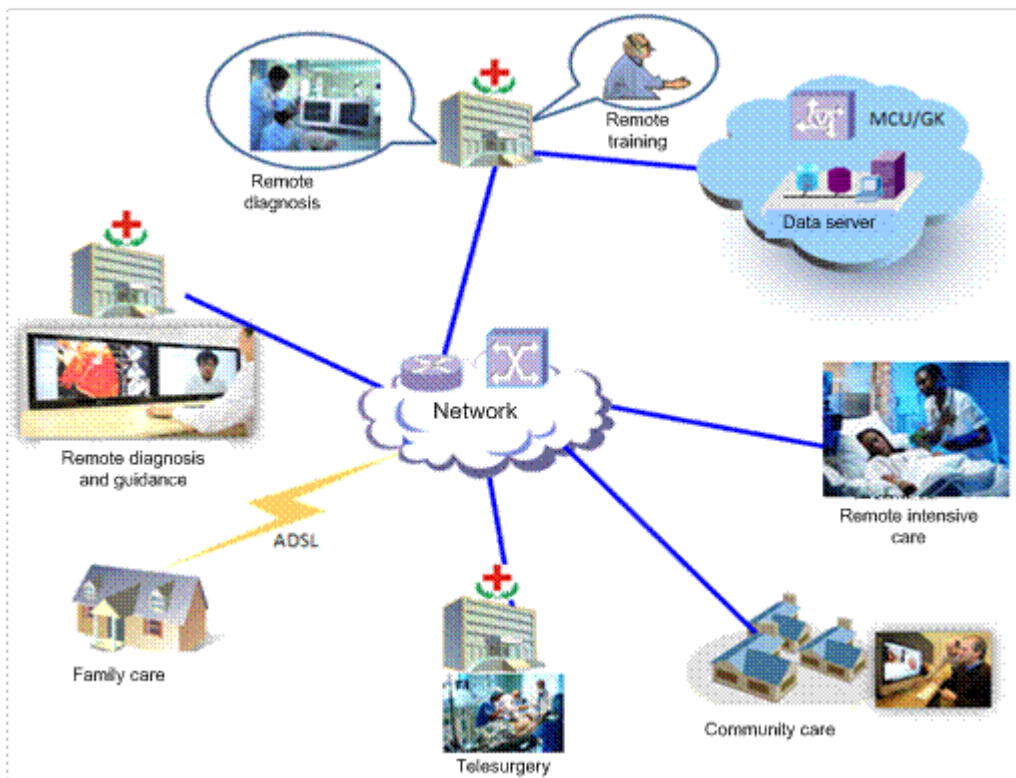 Remote
diagnosis
Remote
training
MCU/GK
Data server
Network
Remote diagnosis
and guidance
Remote intensive
care
ADSL
Family care
Community care
Telesurgery